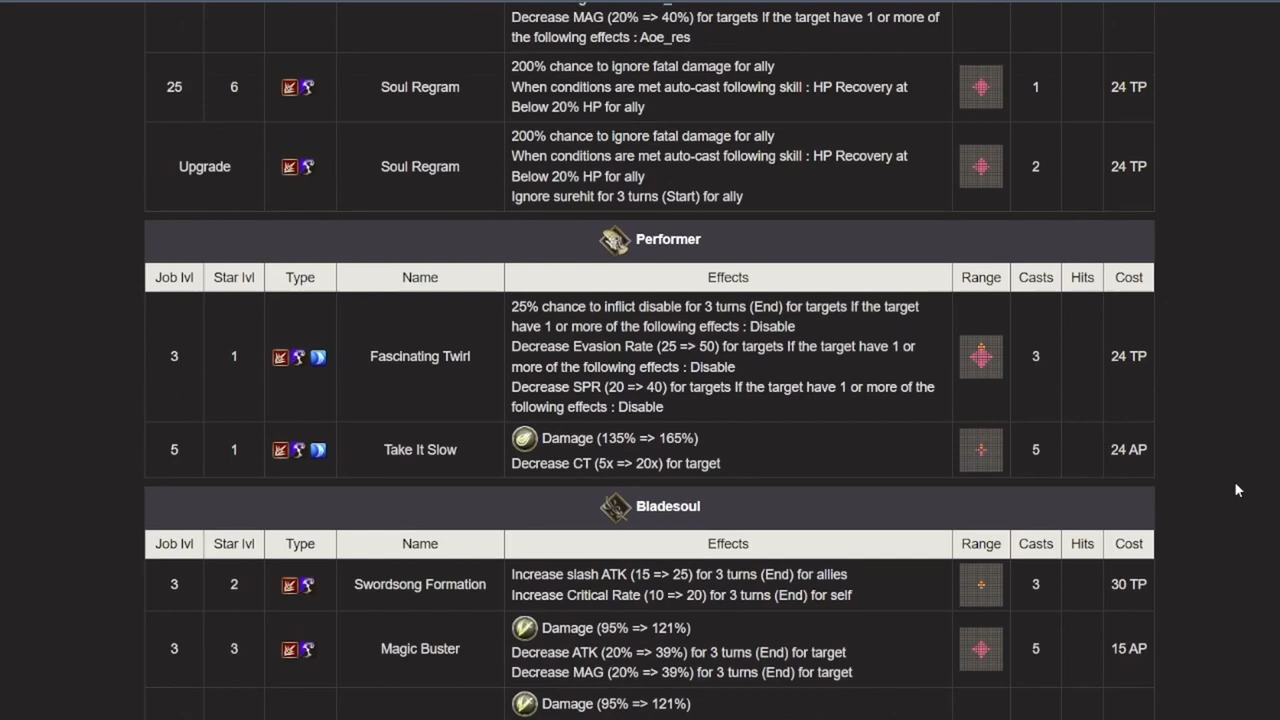 Decrease MAG (20% => 40%) for targets If the target have 1 or more of
the following effects : Aoe_res
25 6 Soul Regram
200% chance to ignore fatal damage for ally
When conditions are met auto-cast following skill : HP Recovery at
Below 20% HP for ally
1 24 TP
Upgrade Soul Regram
200% chance to ignore fatal damage for ally
When conditions are met auto-cast following skill : HP Recovery at
Below 20% HP for ally
Ignore surehit for 3 turns (Start) for ally
2 24 TP
Performer
Job lvl Star lvl Type Name Effects Range Casts Hits Cost
3 1 Fascinating Twirl
25% chance to inflict disable for 3 turns (End) for targets If the target
have 1 or more of the following effects : Disable
Decrease Evasion Rate (25 => 50) for targets If the target have 1 or
more of the following effects : Disable
Decrease SPR (20 => 40) for targets If the target have 1 or more of the
following effects : Disable
3 24 TP
5 1 Take It Slow
Damage (135% => 165%)
Decrease CT (5x => 20x) for target
5 24 AP
Bladesoul
Job lvl Star lvl Type Name Effects Range Casts Hits Cost
3 2 Swordsong Formation
Increase slash ATK (15 => 25) for 3 turns (End) for allies
Increase Critical Rate (10 => 20) for 3 turns (End) for self
3 30 TP
3 3 Magic Buster
Damage (95% => 121%)
Decrease ATK (20% => 39%) for 3 turns (End) for target
Decrease MAG (20% => 39%) for 3 turns (End) for target
5 15 AP
Damage (95% => 121%)